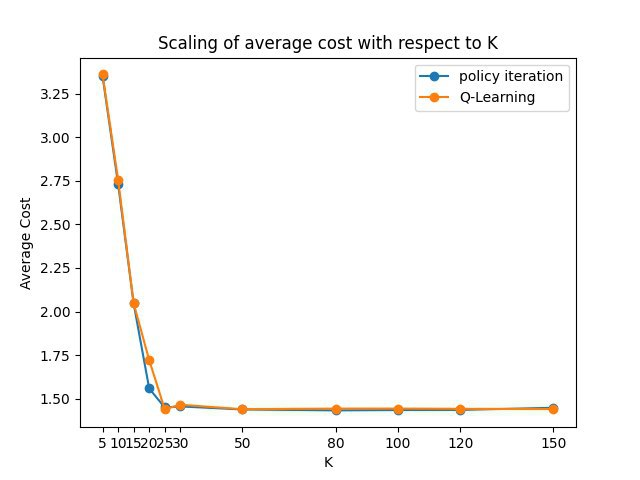 Scaling of average cost with respect to K
policy iteration
Q-Learning
Average Cost
3.25
3.00
2.75
2.50
2.25
2.00
1.75
1.50
5 10 15 20 25 30 50 80 100 120 150
K